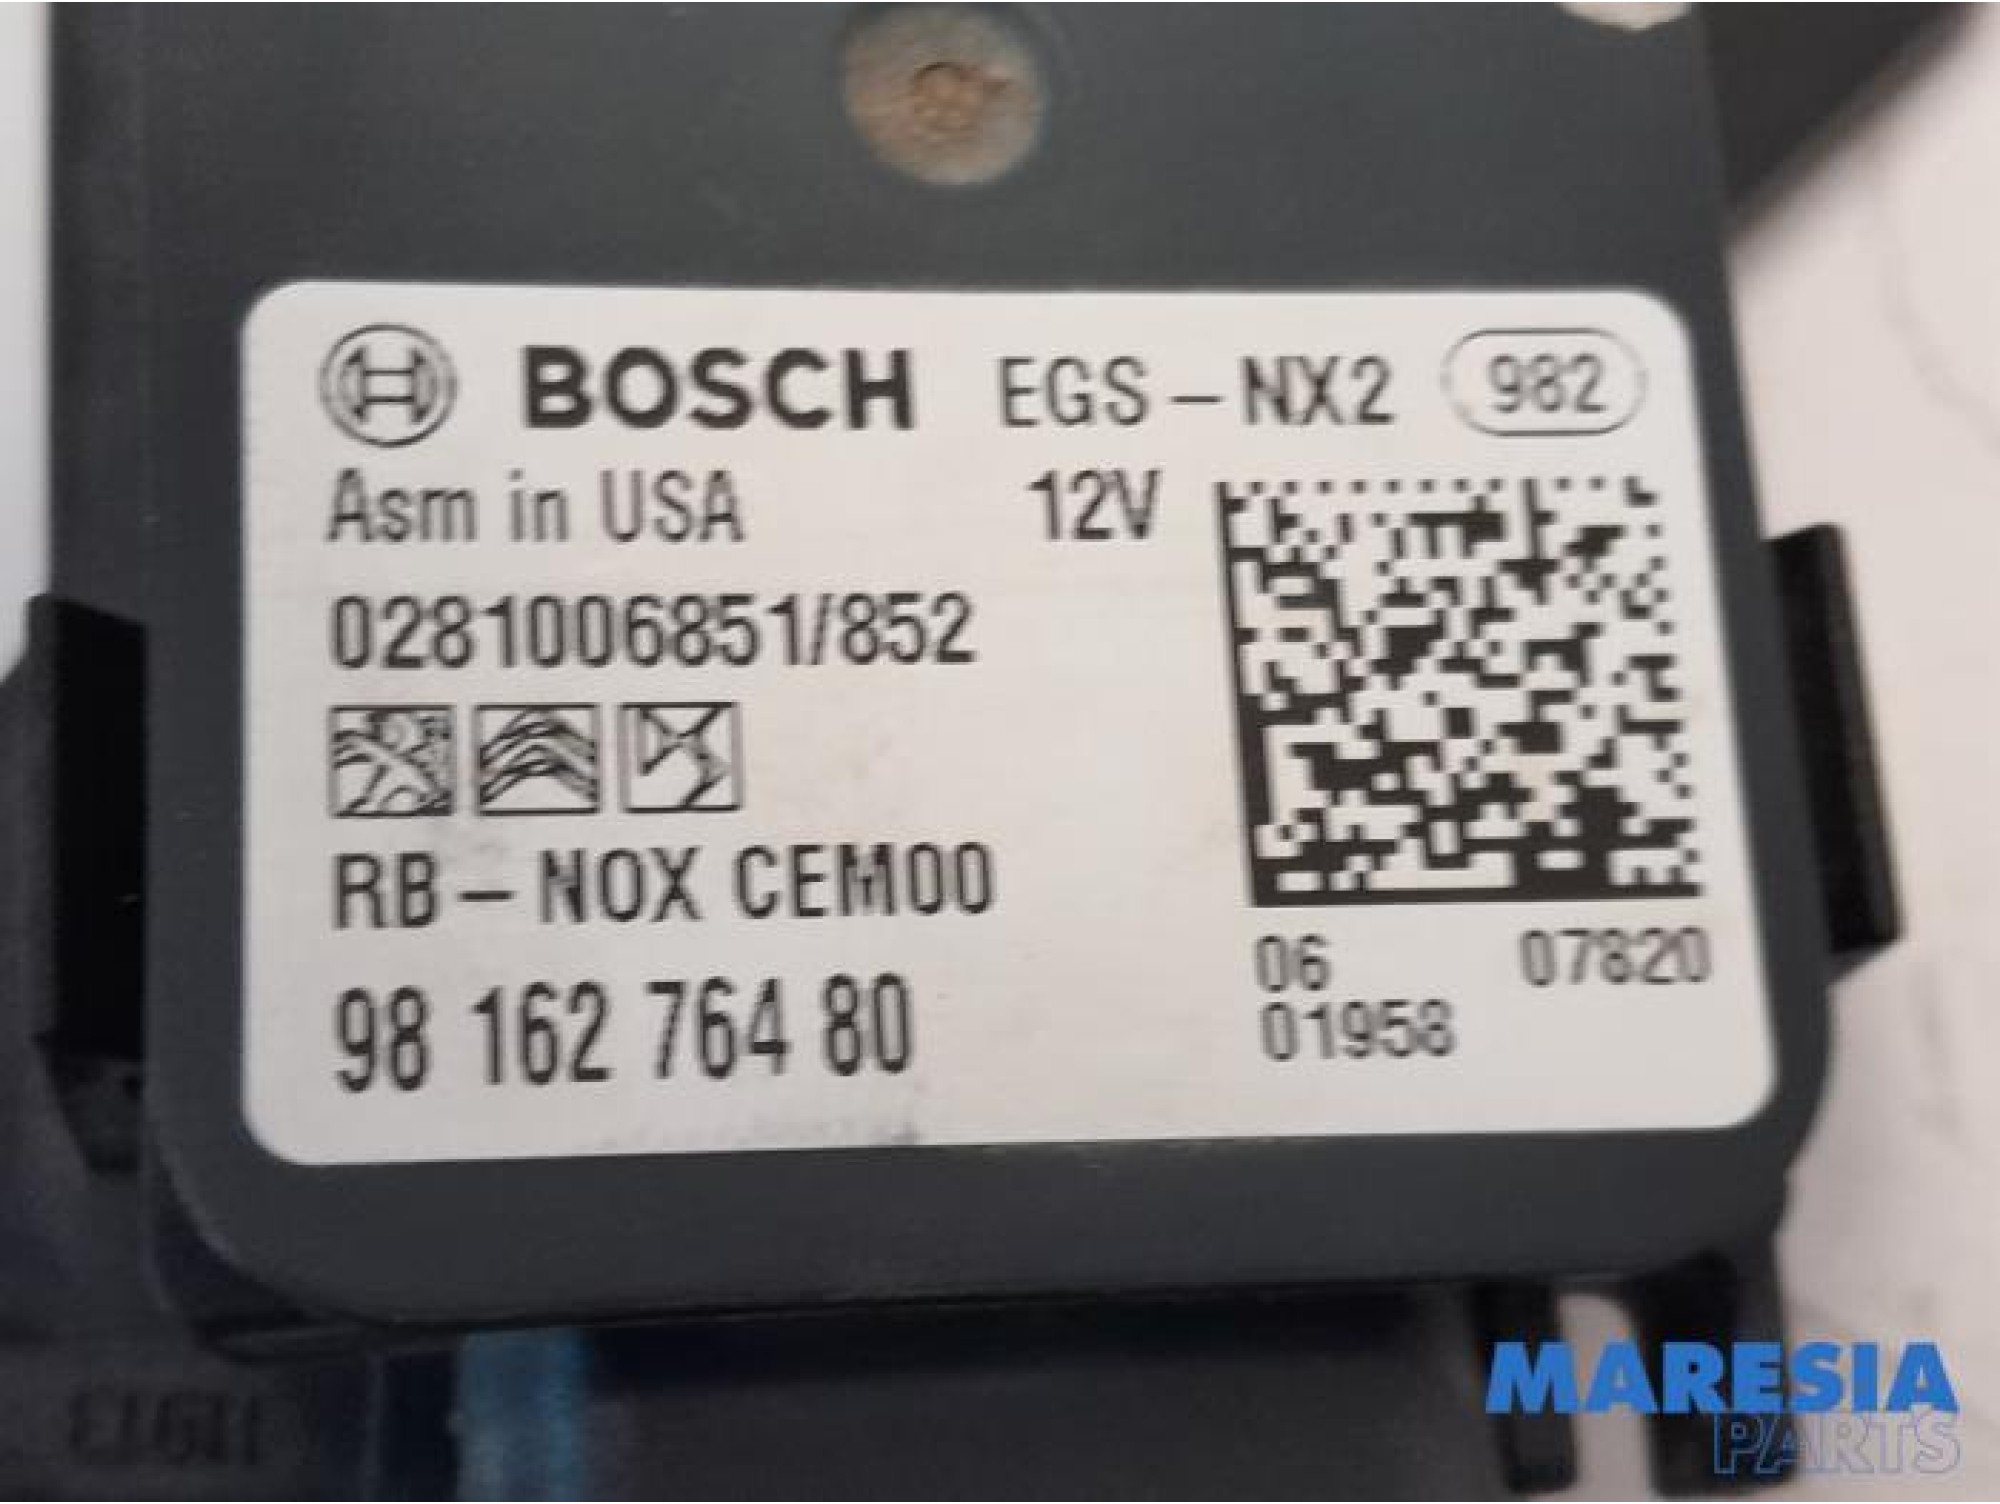 BOSCH EGS-NX2 982
Asm in USA 12V
0281006851/852
RB-NOX CEM00
98 162 764 80
06 07820
01958
MARESIA
PARTS